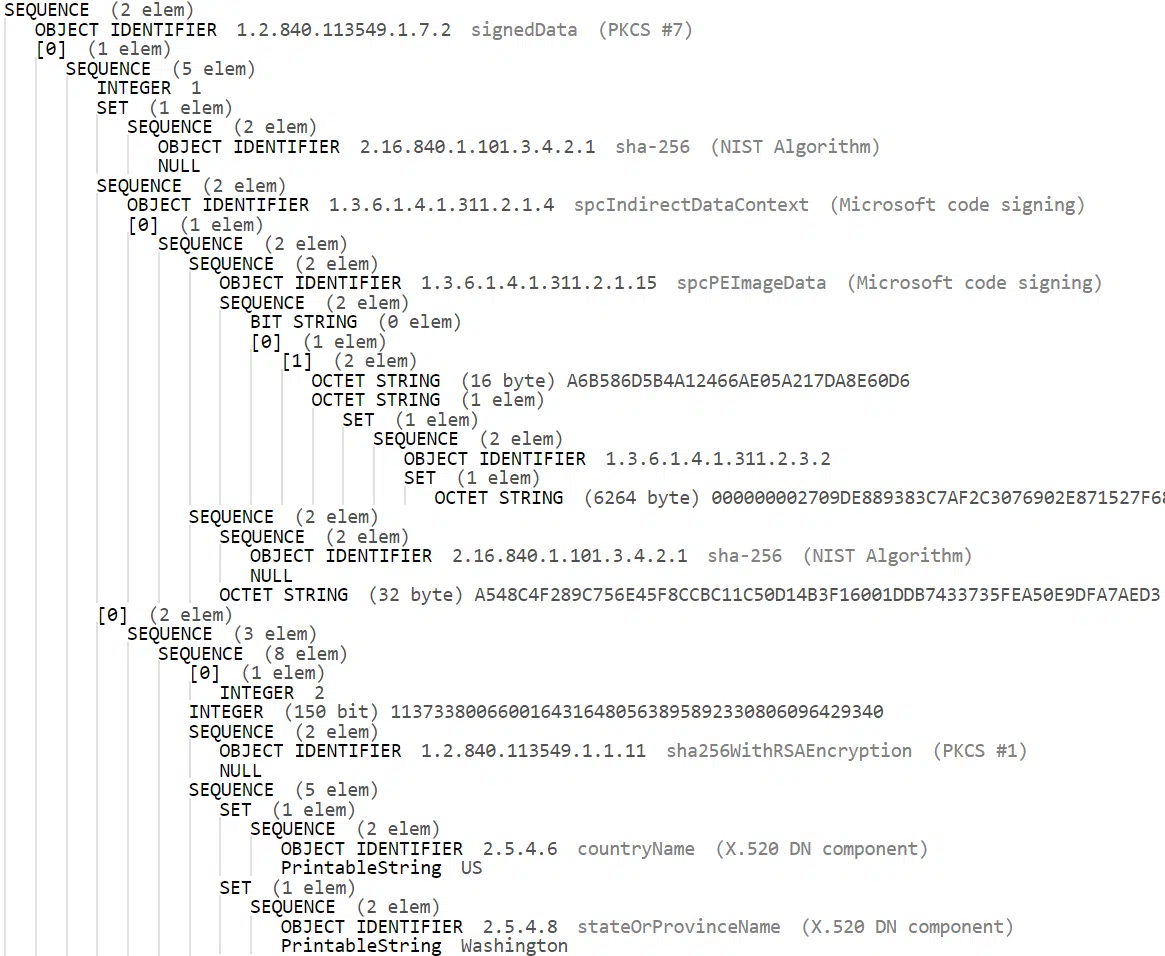 SEQUENCE (2 elem)
OBJECT IDENTIFIER 1.2.840.113549.1.7.2 signedData (PKCS #7)
[0] (1 elem)
SEQUENCE (5 elem)
INTEGER 1
SET (1 elem)
SEQUENCE (2 elem)
OBJECT IDENTIFIER 2.16.840.1.101.3.4.2.1 sha-256 (NIST Algorithm)
NULL
SEQUENCE (2 elem)
OBJECT IDENTIFIER 1.3.6.1.4.1.311.2.1.4 spcIndirectDataContext (Microsoft code signing)
[0] (1 elem)
SEQUENCE (2 elem)
SEQUENCE (2 elem)
OBJECT IDENTIFIER 1.3.6.1.4.1.311.2.1.15 spcPEImageData (Microsoft code signing)
SEQUENCE (2 elem)
BIT STRING (0 elem)
[0] (1 elem)
[1] (2 elem)
OCTET STRING (16 byte) A6B586D5B4A12466AE05A217DA8E60D6
OCTET STRING (1 elem)
SET (1 elem)
SEQUENCE (2 elem)
OBJECT IDENTIFIER 1.3.6.1.4.1.311.2.3.2
SET (1 elem)
OCTET STRING (6264 byte) 000000002709DE889383C7AF2C3076902E871527F68
SEQUENCE (2 elem)
SEQUENCE (2 elem)
OBJECT IDENTIFIER 2.16.840.1.101.3.4.2.1 sha-256 (NIST Algorithm)
NULL
OCTET STRING (32 byte) A548C4F289C756E45F8CCBC11C50D14B3F16001DDB7433735FEA50E9DFA7AED3
[0] (2 elem)
SEQUENCE (3 elem)
SEQUENCE (8 elem)
[0] (1 elem)
INTEGER 2
INTEGER (150 bit) 1137338006600164316480563895892330806096429340
SEQUENCE (2 elem)
OBJECT IDENTIFIER 1.2.840.113549.1.1.11 sha256WithRSAEncryption (PKCS #1)
NULL
SEQUENCE (5 elem)
SET (1 elem)
SEQUENCE (2 elem)
OBJECT IDENTIFIER 2.5.4.6 countryName (X.520 DN component)
PrintableString US
SET (1 elem)
SEQUENCE (2 elem)
OBJECT IDENTIFIER 2.5.4.8 stateOrProvinceName (X.520 DN component)
PrintableString Washington